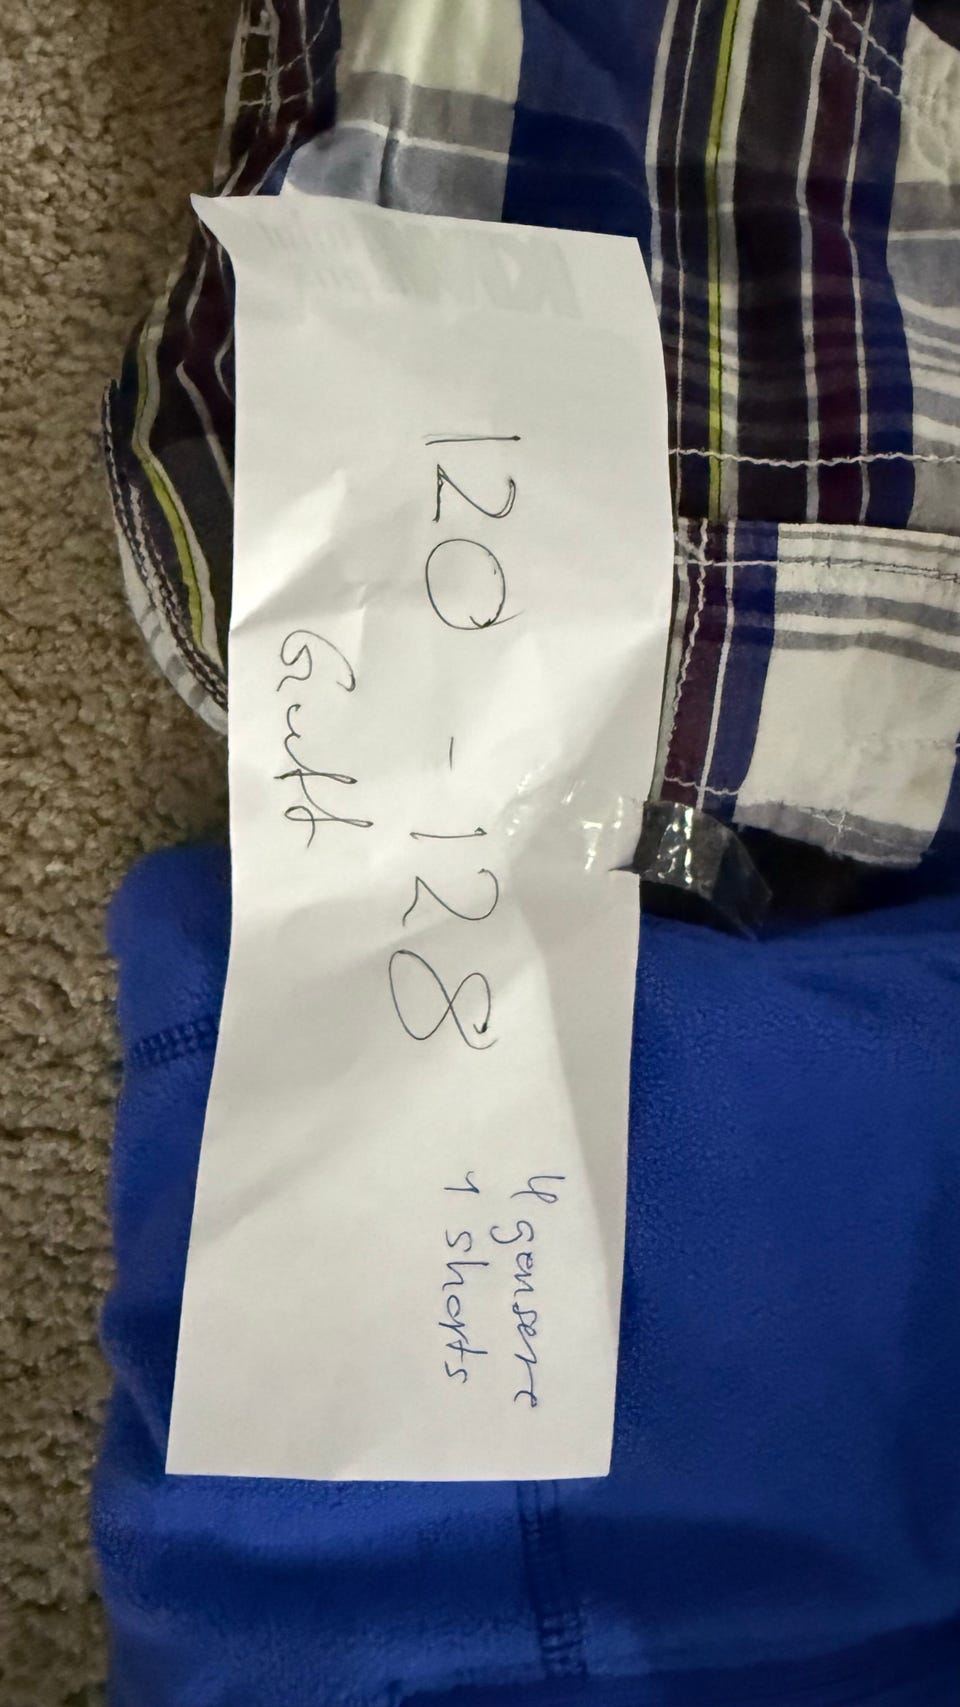 120 - 128
Gutt
4 gensere
1 shorts